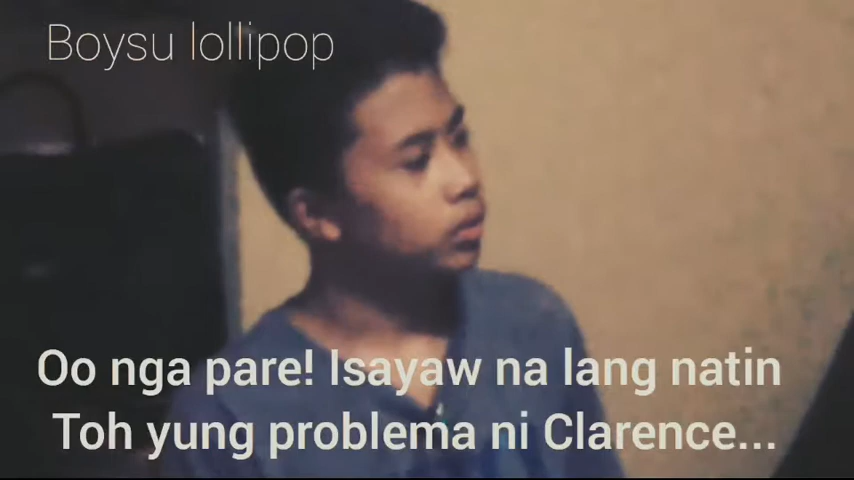 Boysu lollipop
Oo nga pare! Isayaw na lang natin
Toh yung problema ni Clarence...